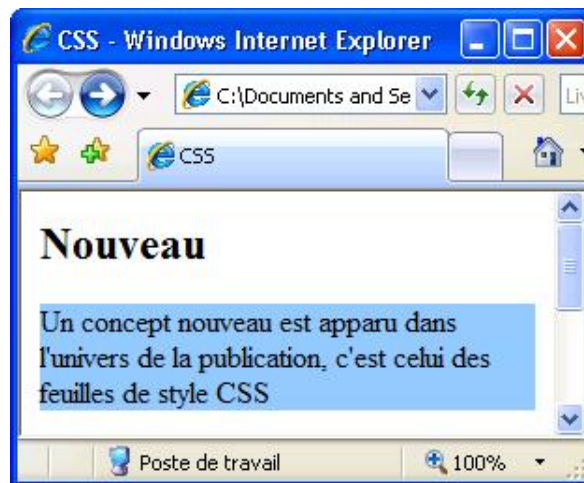 CSS - Windows Internet Explorer
C:\Documents and Se
Li
CSS
Nouveau
Un concept nouveau est apparu dans
l'univers de la publication, c'est celui des
feuilles de style CSS
Poste de travail 100%